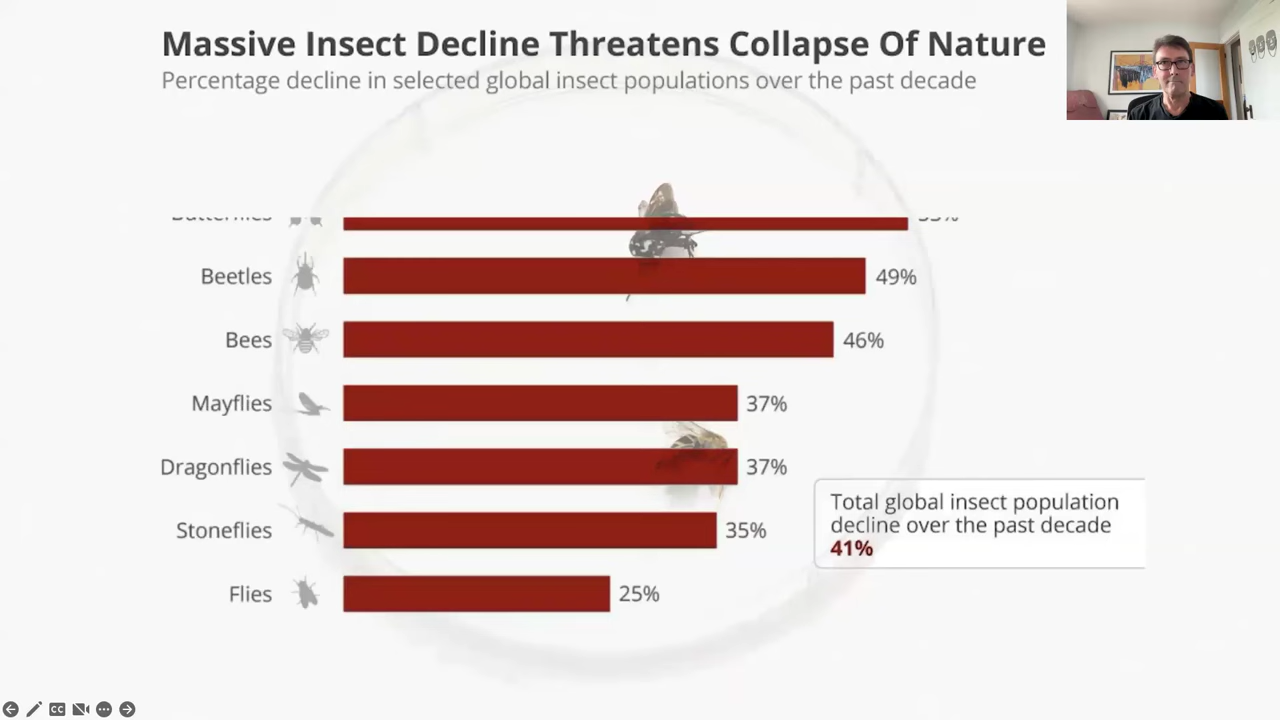 Massive Insect Decline Threatens Collapse Of Nature
Percentage decline in selected global insect populations over the past decade
Butterflies
Beetles 49%
Bees 46%
Mayflies 37%
Dragonflies 37%
Stoneflies 35%
Flies 25%
Total global insect population
decline over the past decade
41%
CC